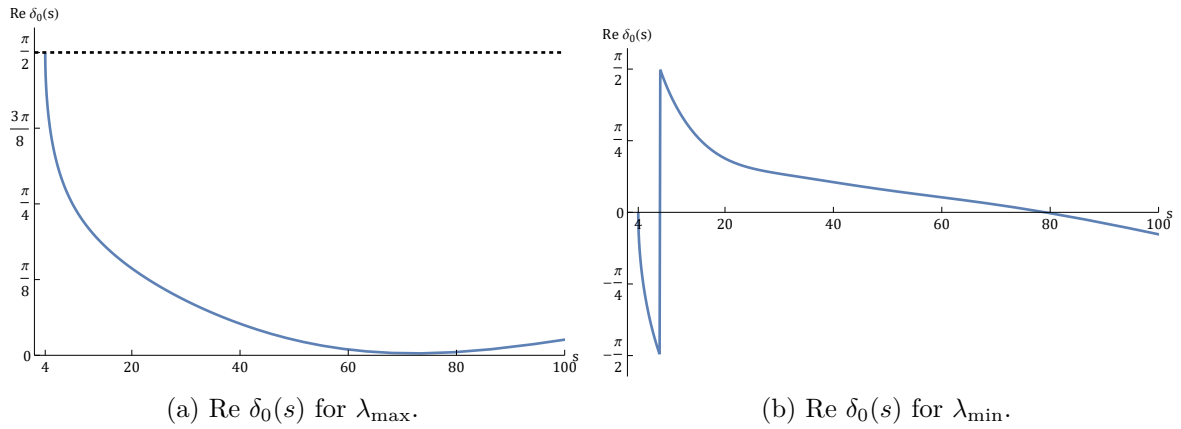 Re δ₀(s)
π/2
3π/8
π/4
π/8
0
4 20 40 60 80 100 s
(a) Re δ₀(s) for λmax.
Re δ₀(s)
π/2
π/4
0
−π/4
−π/2
4 20 40 60 80 100 s
(b) Re δ₀(s) for λmin.